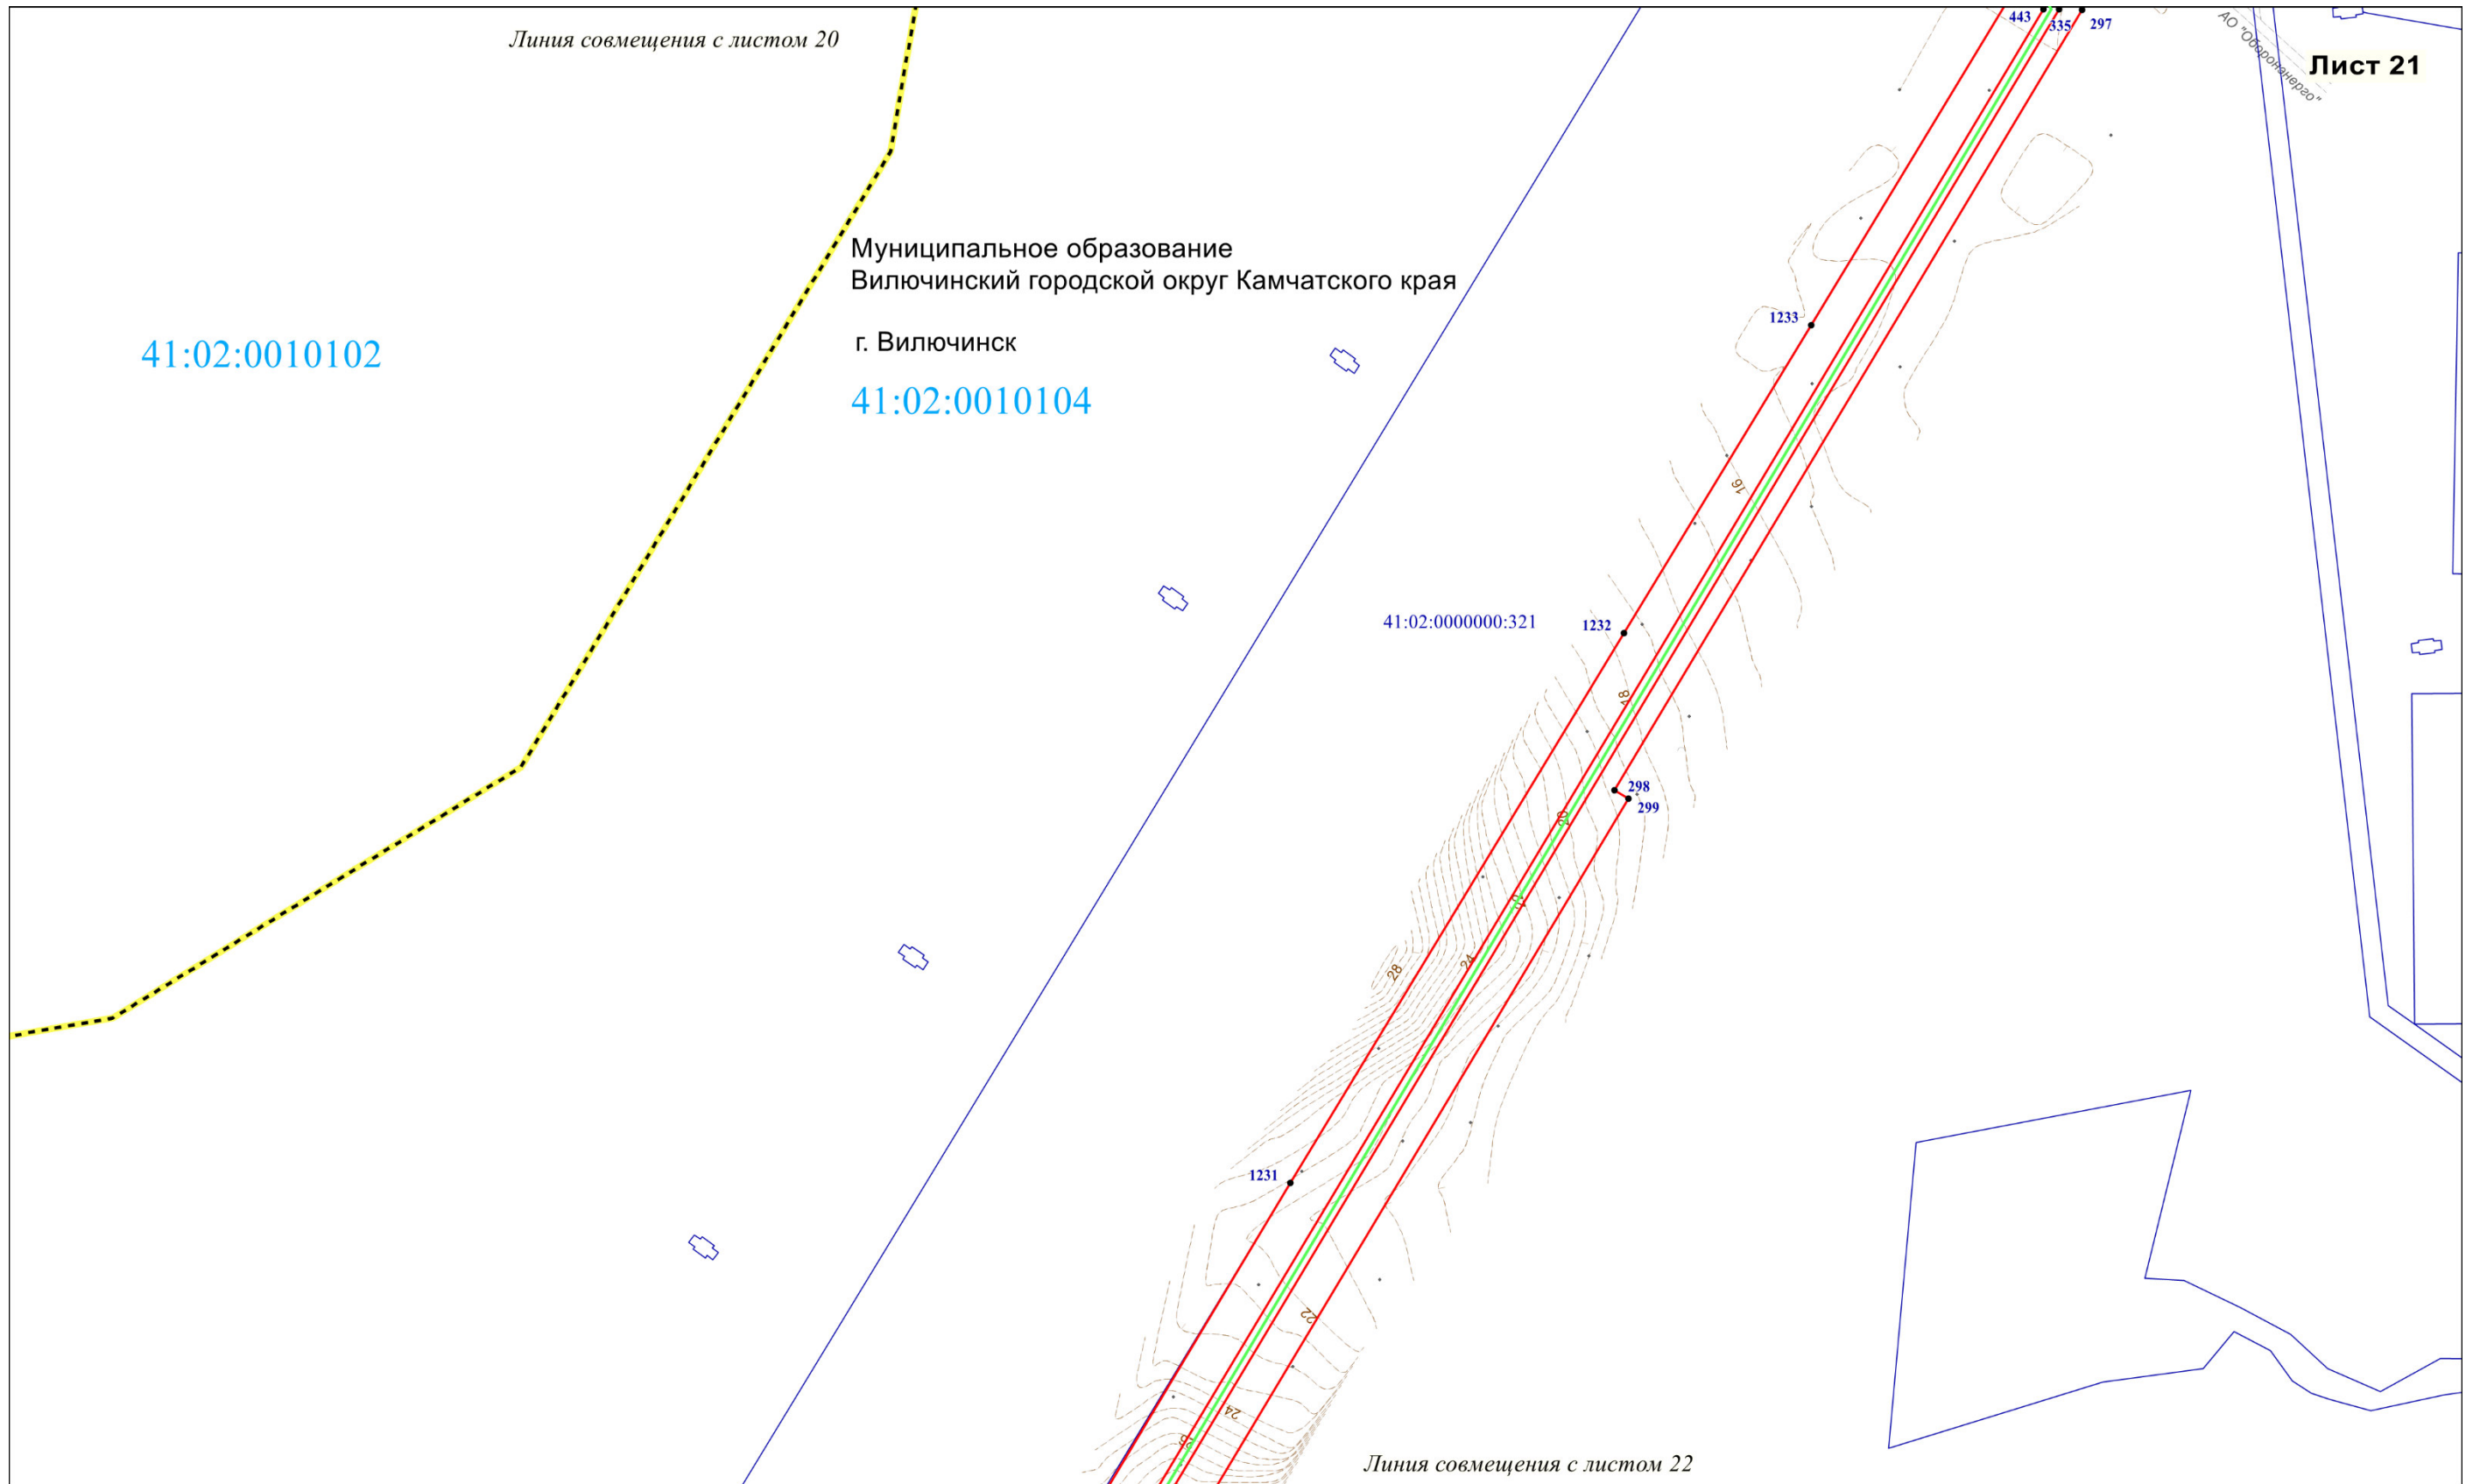 Линия совмещения с листом 20
443
335
297
АО "Оборонэнерго"
Лист 21
Муниципальное образование
Вилючинский городской округ Камчатского края
г. Вилючинск
41:02:0010102
41:02:0010104
1233
16
41:02:0000000:321
1232
18
298
299
20
28
24
1231
22
24
Линия совмещения с листом 22